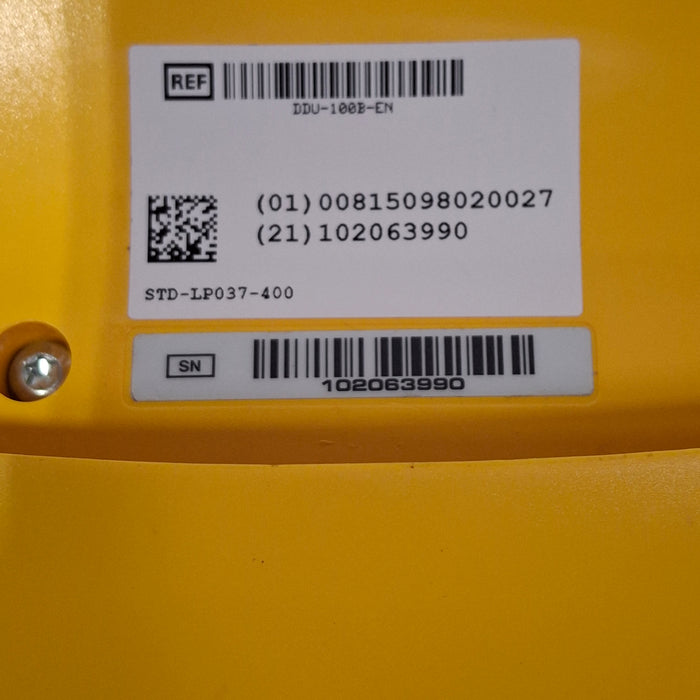 REF
DDU-100B-EN
(01)00815098020027
(21)102063990
STD-LP037-400
SN
102063990